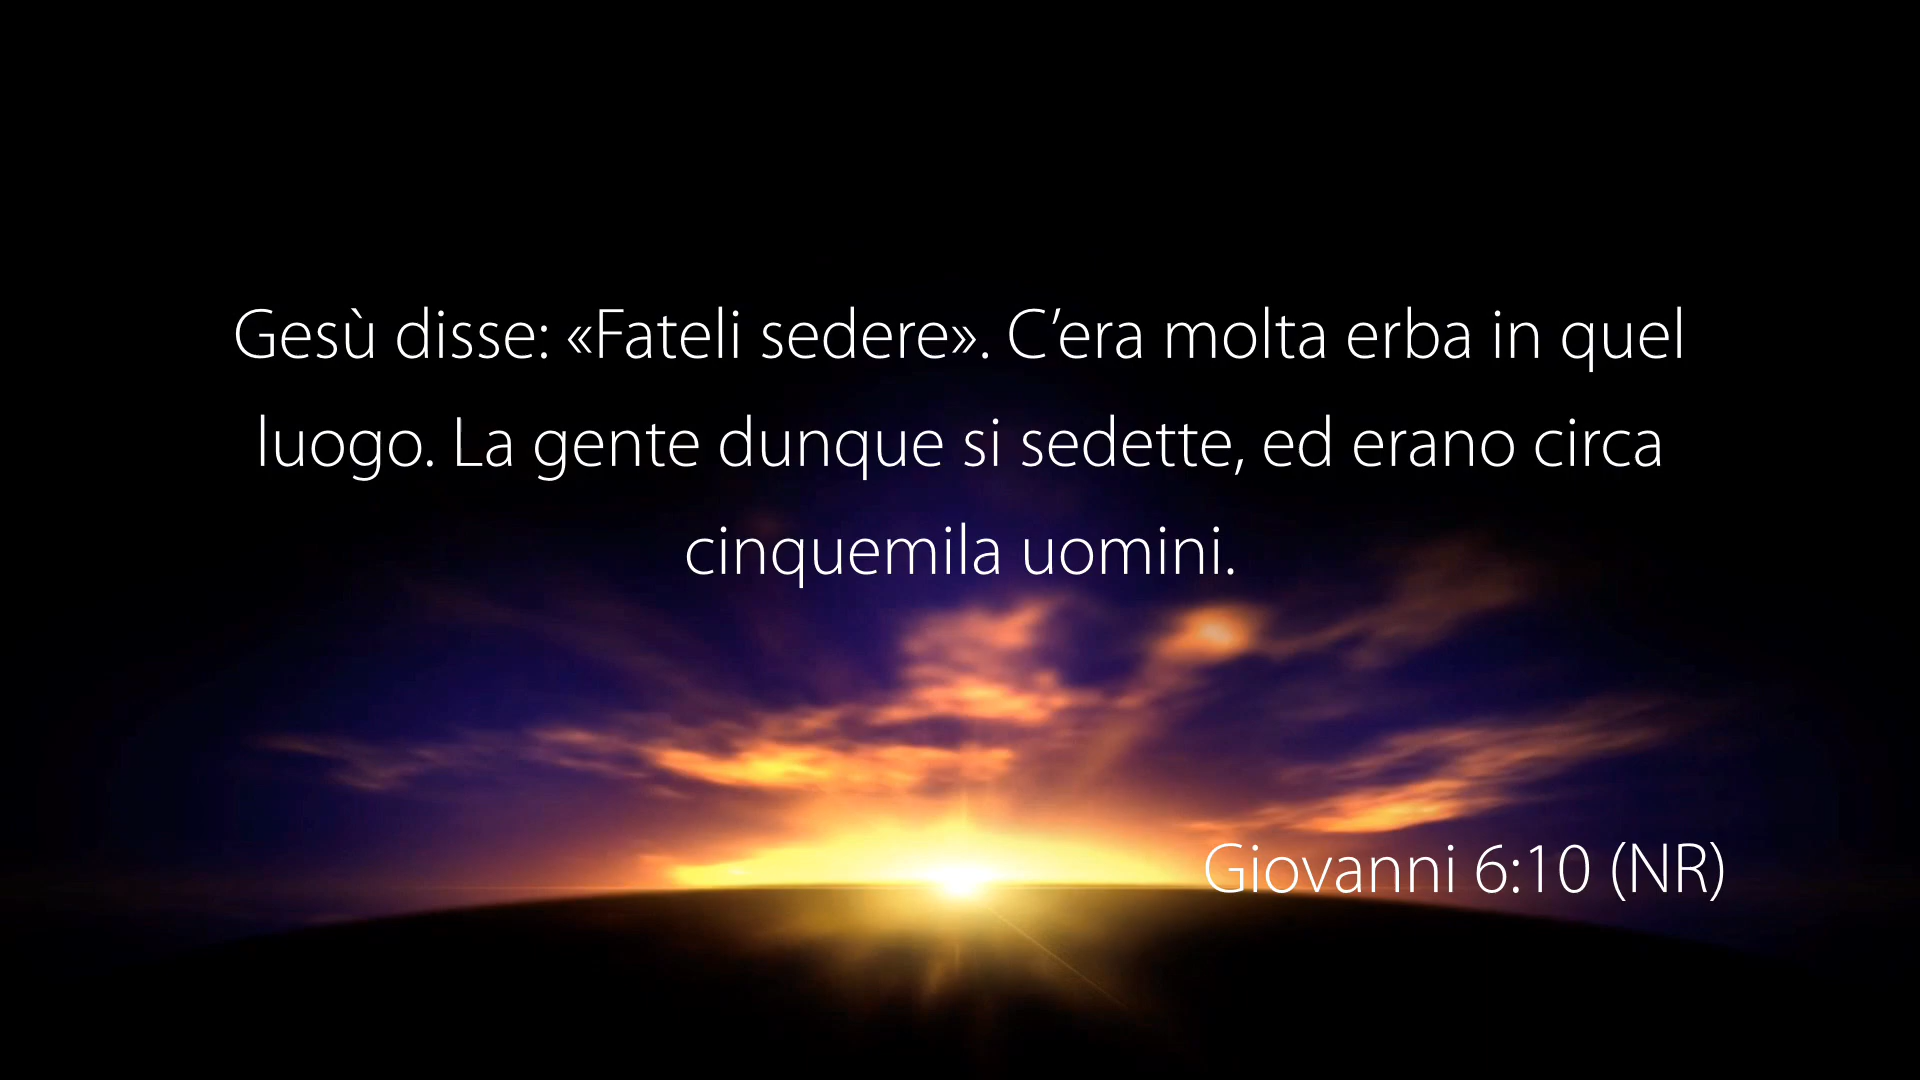 Gesù disse: «Fateli sedere». C’era molta erba in quel
luogo. La gente dunque si sedette, ed erano circa
cinquemila uomini.
Giovanni 6:10 (NR)